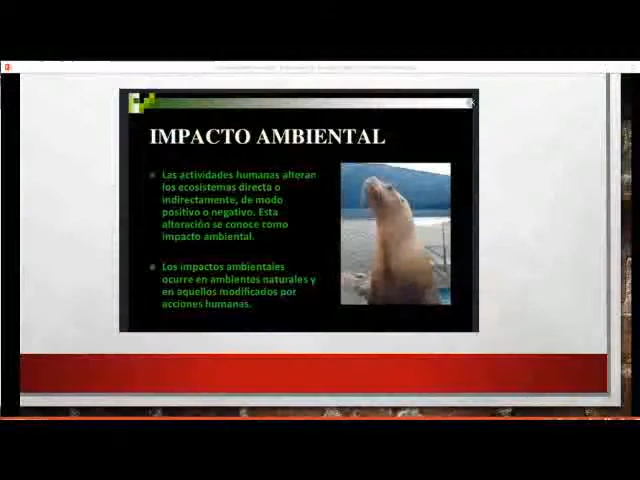 IMPACTO AMBIENTAL
Las actividades humanas alteran
los ecosistemas directa o
indirectamente, de modo
positivo o negativo. Esta
alteración se conoce como
impacto ambiental.
Los impactos ambientales
ocurre en ambientes naturales y
en aquellos modificados por
acciones humanas.